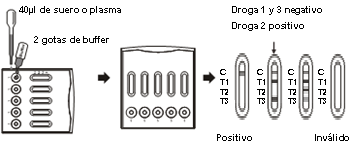 40µl de suero o plasma
2 gotas de buffer
Droga 1 y 3 negativo
Droga 2 positivo
C C C C
T1 T1 T1 T1
T2 T2 T2 T2
T3 T3 T3 T3
Positivo Inválido